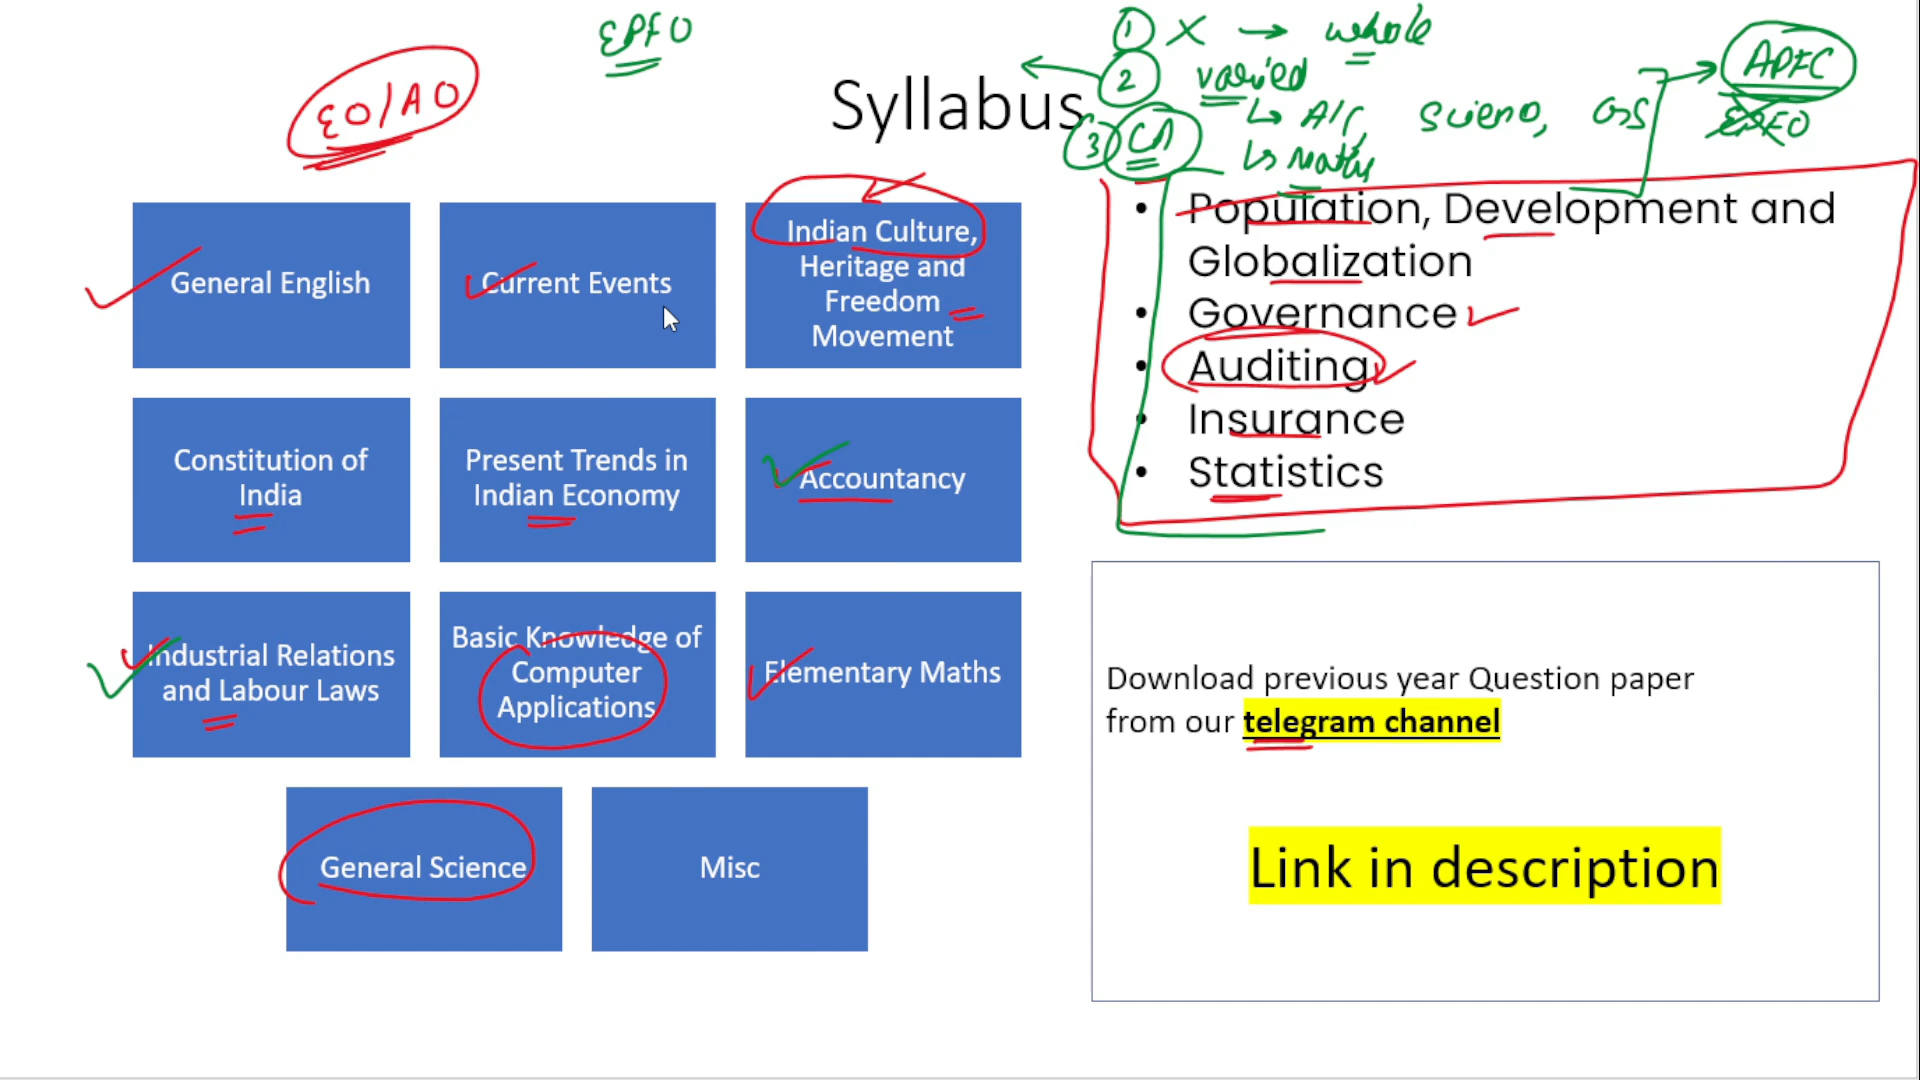 EPFO
① X → whole
APFC
EO/AO
Syllabus
② varied
↳ A/c, Science, GS
EPFO
③ CA
↳ Maths
General English
Current Events
Indian Culture,
Heritage and
Freedom
Movement
Constitution of
India
Present Trends in
Indian Economy
Accountancy
Industrial Relations
and Labour Laws
Basic Knowledge of
Computer
Applications
Elementary Maths
General Science
Misc
• Population, Development and
Globalization
• Governance
• Auditing
• Insurance
• Statistics
Download previous year Question paper
from our telegram channel
Link in description